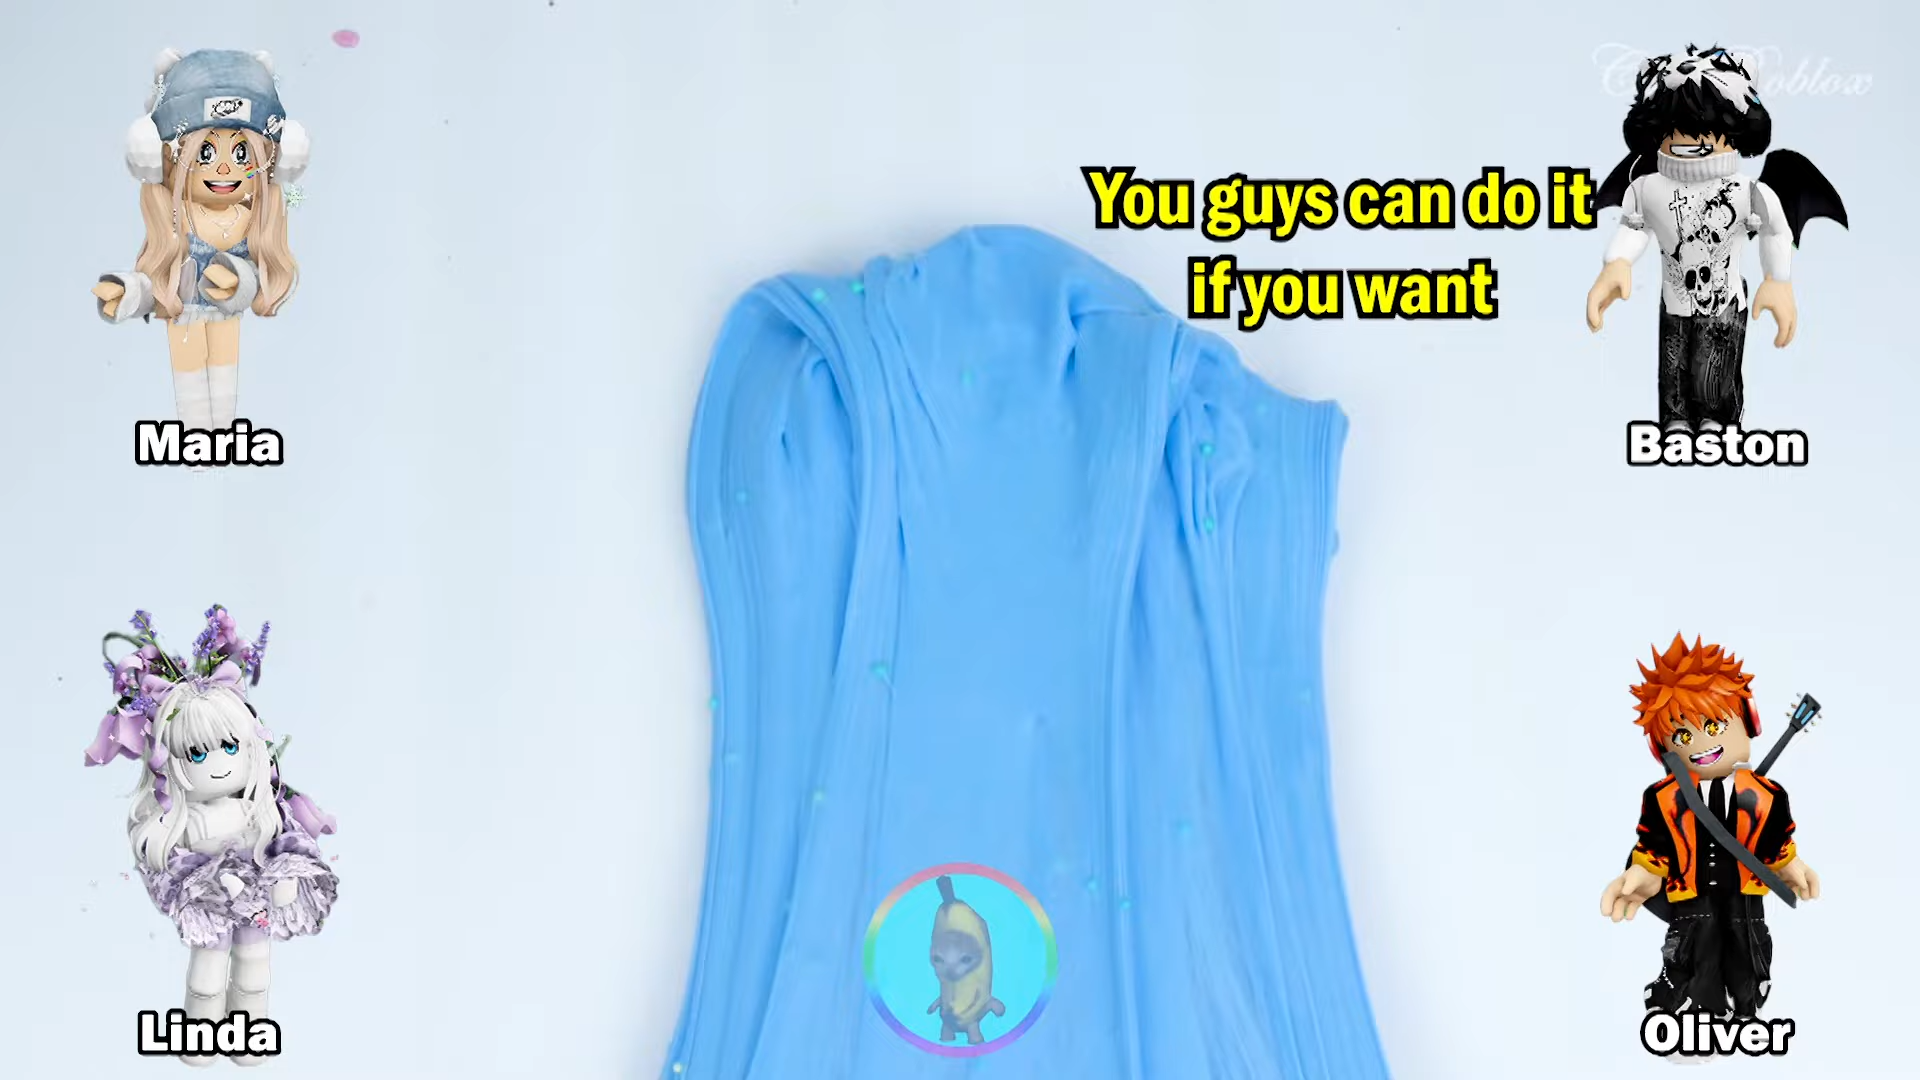 You guys can do it
if you want
Maria
Baston
Linda
Oliver